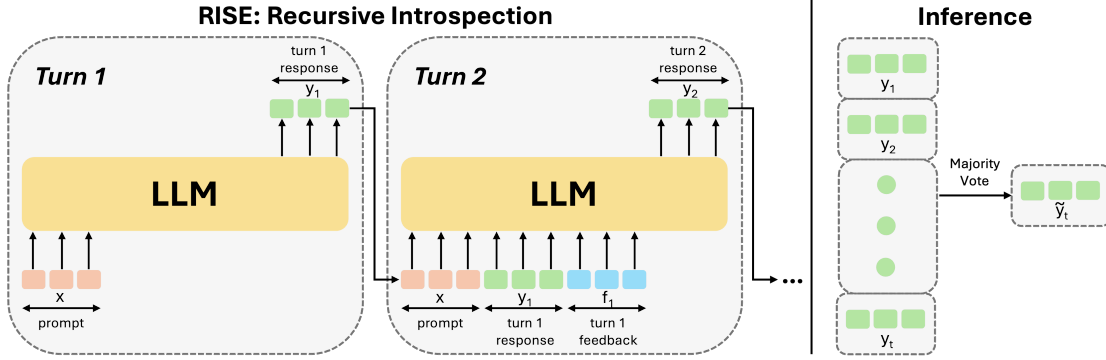 RISE: Recursive Introspection
Turn 1
turn 1
response
y₁
LLM
x
prompt
Turn 2
turn 2
response
y₂
LLM
x
y₁
f₁
prompt
turn 1
response
turn 1
feedback
...
Inference
y₁
y₂
yₜ
Majority
Vote
ỹₜ